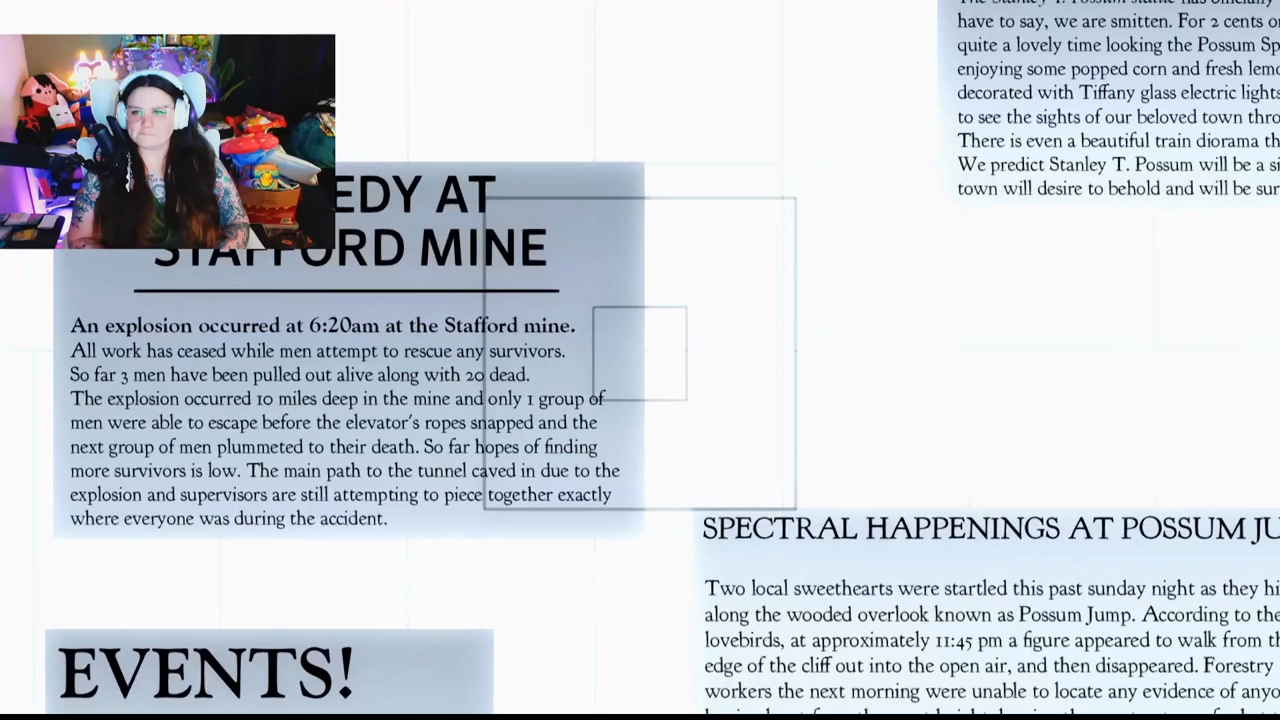 have to say, we are smitten. For 2 cents
quite a lovely time looking the Possum
enjoying some popped corn and fresh
decorated with Tiffany glass electric lights
to see the sights of our beloved town
There is even a beautiful train diorama
We predict Stanley T. Possum will be a
town will desire to behold and will be
EDY AT
STAFFORD MINE
An explosion occurred at 6:20am at the Stafford mine.
All work has ceased while men attempt to rescue any survivors.
So far 3 men have been pulled out alive along with 20 dead.
The explosion occurred 10 miles deep in the mine and only 1 group of
men were able to escape before the elevator's ropes snapped and the
next group of men plummeted to their death. So far hopes of finding
more survivors is low. The main path to the tunnel caved in due to the
explosion and supervisors are still attempting to piece together exactly
where everyone was during the accident.
SPECTRAL HAPPENINGS AT POSSUM
Two local sweethearts were startled this past sunday night as they
along the wooded overlook known as Possum Jump. According to the
lovebirds, at approximately 11:45 pm a figure appeared to walk from
edge of the cliff out into the open air, and then disappeared. Forestry
workers the next morning were unable to locate any evidence of
EVENTS!